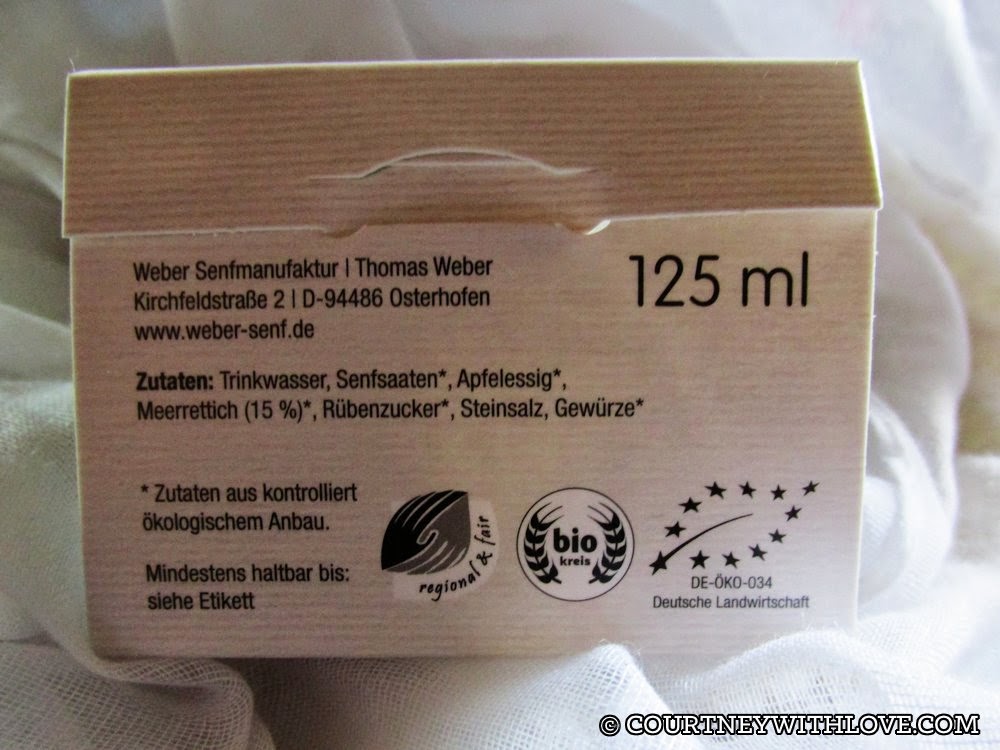 Weber Senfmanufaktur | Thomas Weber
Kirchfeldstraße 2 | D-94486 Osterhofen
www.weber-senf.de
125 ml
Zutaten: Trinkwasser, Senfsaaten*, Apfelessig*,
Meerrettich (15 %)*, Rübenzucker*, Steinsalz, Gewürze*
* Zutaten aus kontrolliert
ökologischem Anbau.
Mindestens haltbar bis:
siehe Etikett
regional & fair
bio
kreis
DE-ÖKO-034
Deutsche Landwirtschaft
© COURTNEYWITHLOVE.COM